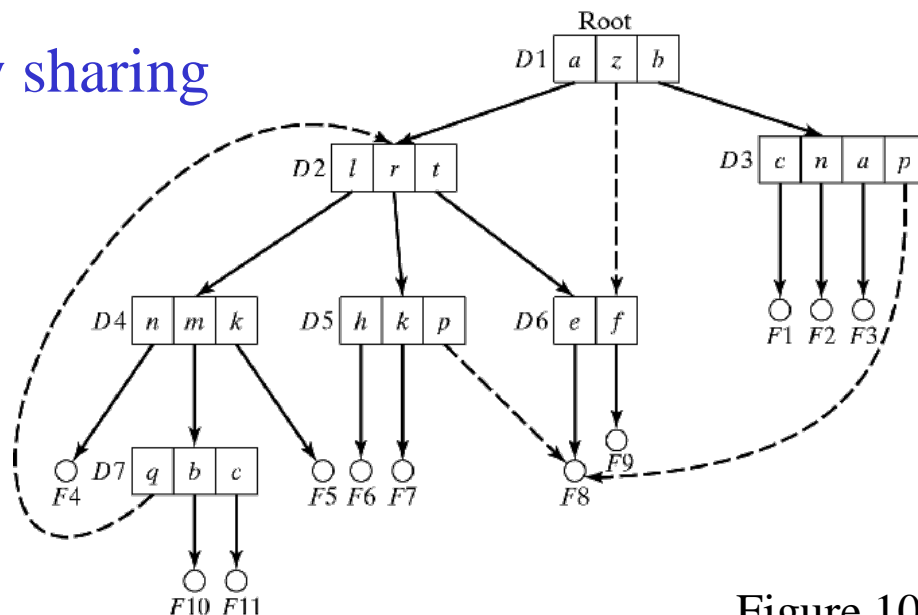 Root
y sharing
D1 a z b
D2 l r t
D3 c n a p
D4 n m k
D5 h k p
D6 e f
F1 F2 F3
D7 q b c
F4
F5 F6 F7
F8
F9
F10 F11
Figure 10